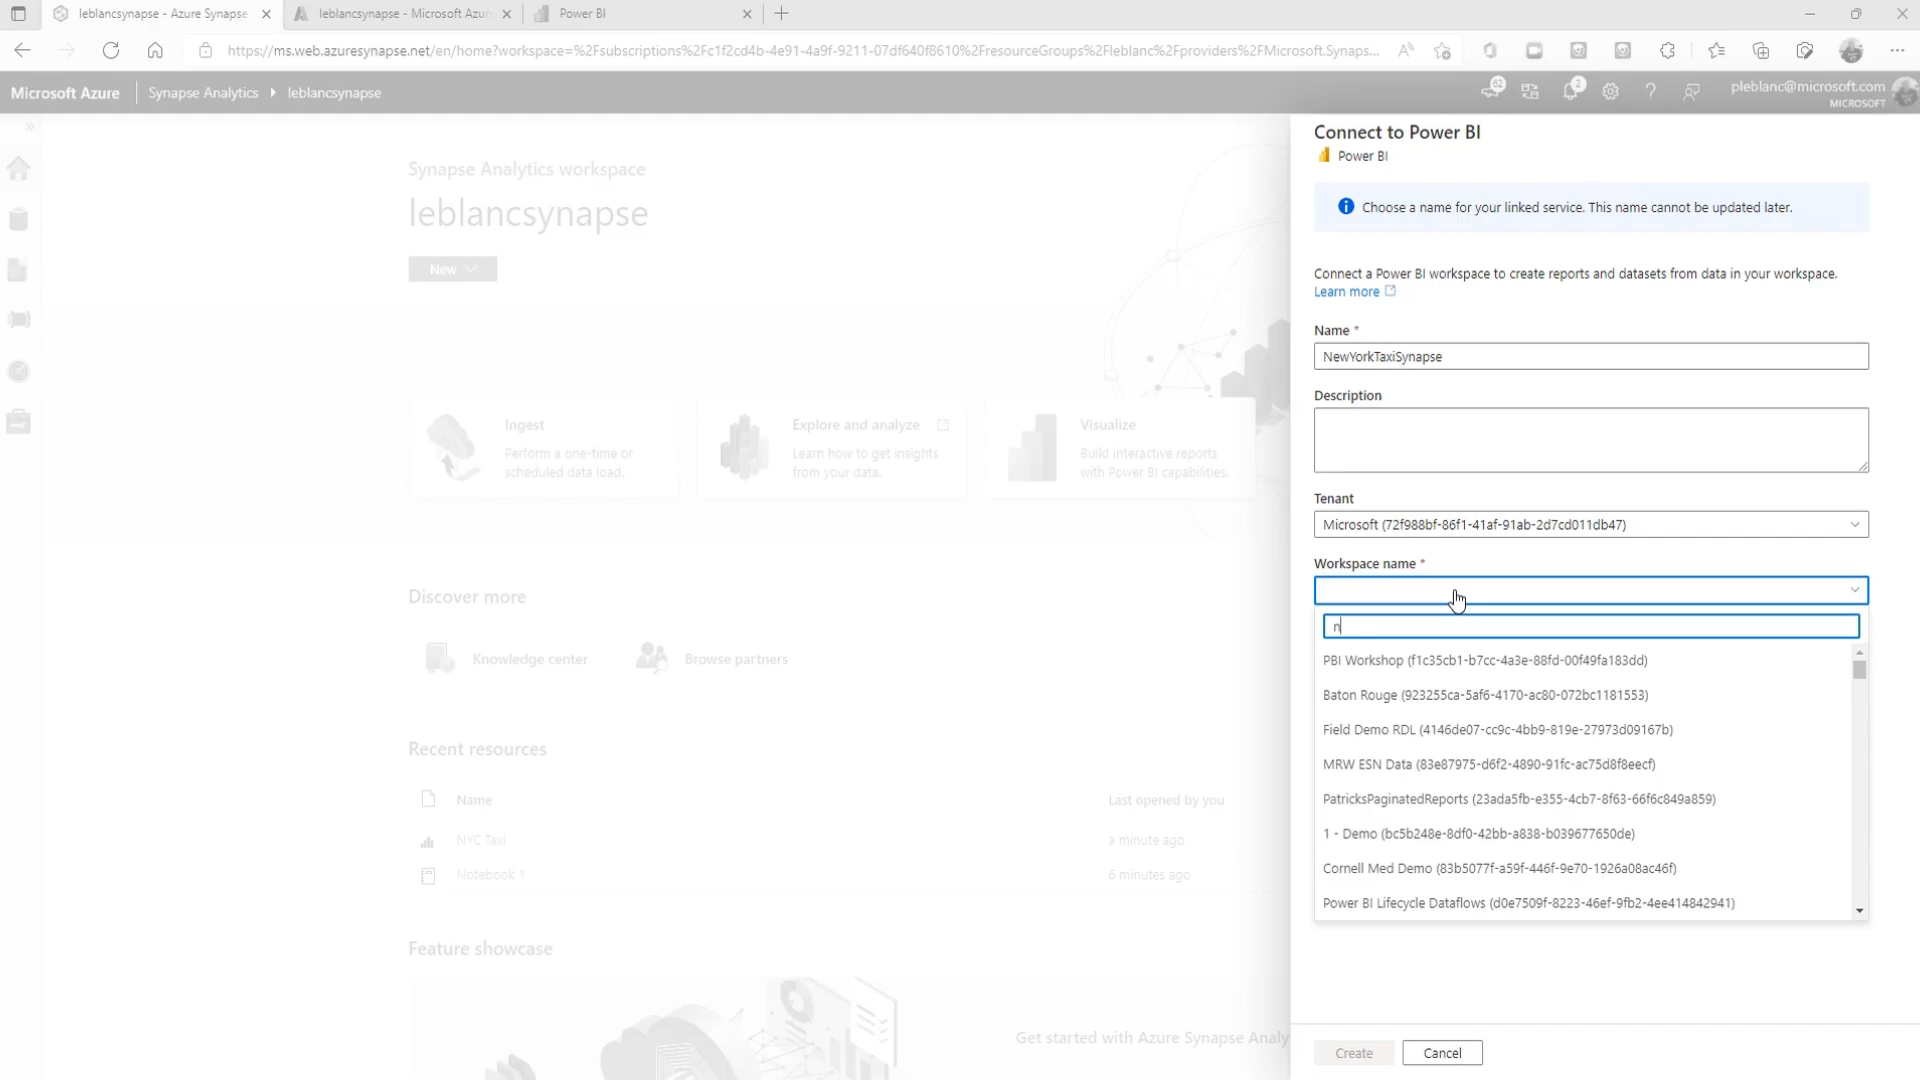 leblancsynapse - Azure Synapse
leblancsynapse - Microsoft Azu
Power BI
https://ms.web.azuresynapse.net/en/home?workspace=%2Fsubscriptions%2Fc1f2cd4b-4e91-4a9f-9211-07df640f8610%2FresourceGroups%2Fleblanc%2Fproviders%2FMicrosoft.Synaps...
Microsoft Azure
Synapse Analytics
leblancsynapse
pleblanc@microsoft.com
MICROSOFT
Synapse Analytics workspace
leblancsynapse
New
Ingest
Perform a one-time or
scheduled data load.
Explore and analyze
Learn how to get insights
from your data.
Visualize
Build interactive reports
with Power BI capabilities.
Discover more
Knowledge center
Browse partners
Recent resources
Name
Last opened by you
NYC Taxi
a minute ago
Notebook 1
6 minutes ago
Feature showcase
Get started with Azure Synapse Analy
Connect to Power BI
Power BI
Choose a name for your linked service. This name cannot be updated later.
Connect a Power BI workspace to create reports and datasets from data in your workspace.
Learn more
Name *
NewYorkTaxiSynapse
Description
Tenant
Microsoft (72f988bf-86f1-41af-91ab-2d7cd011db47)
Workspace name *
n
PBI Workshop (f1c35cb1-b7cc-4a3e-88fd-00f49fa183dd)
Baton Rouge (923255ca-5af6-4170-ac80-072bc1181553)
Field Demo RDL (4146de07-cc9c-4bb9-819e-27973d09167b)
MRW ESN Data (83e87975-d6f2-4890-91fc-ac75d8f8eecf)
PatricksPaginatedReports (23ada5fb-e355-4cb7-8f63-66f6c849a859)
1 - Demo (bc5b248e-8df0-42bb-a838-b039677650de)
Cornell Med Demo (83b5077f-a59f-446f-9e70-1926a08ac46f)
Power BI Lifecycle Dataflows (d0e7509f-8223-46ef-9fb2-4ee414842941)
Create
Cancel